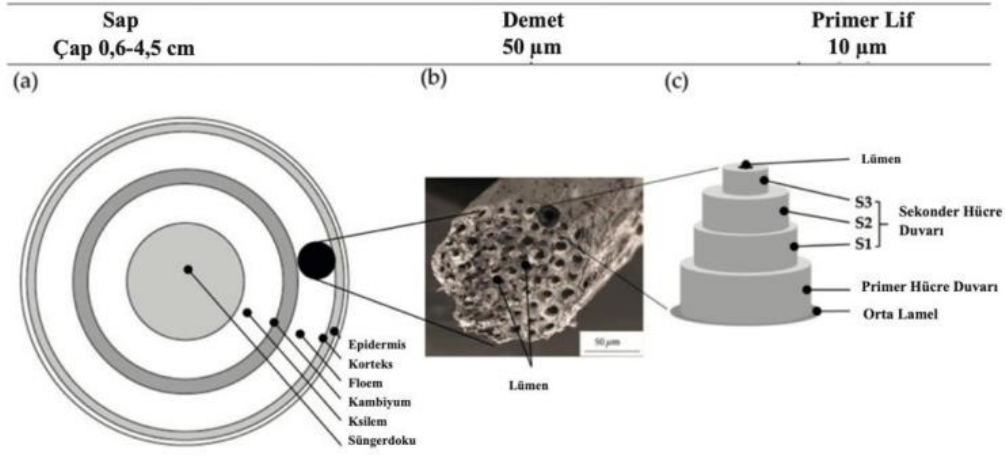 Sap
Çap 0,6-4,5 cm
Demet
50 µm
Primer Lif
10 µm
(a)
(b)
(c)
Epidermis
Korteks
Floem
Kambiyum
Ksilem
Süngerdoku
50 µm
Lümen
Lümen
S3
S2
S1
Sekonder Hücre
Duvarı
Primer Hücre Duvarı
Orta Lamel